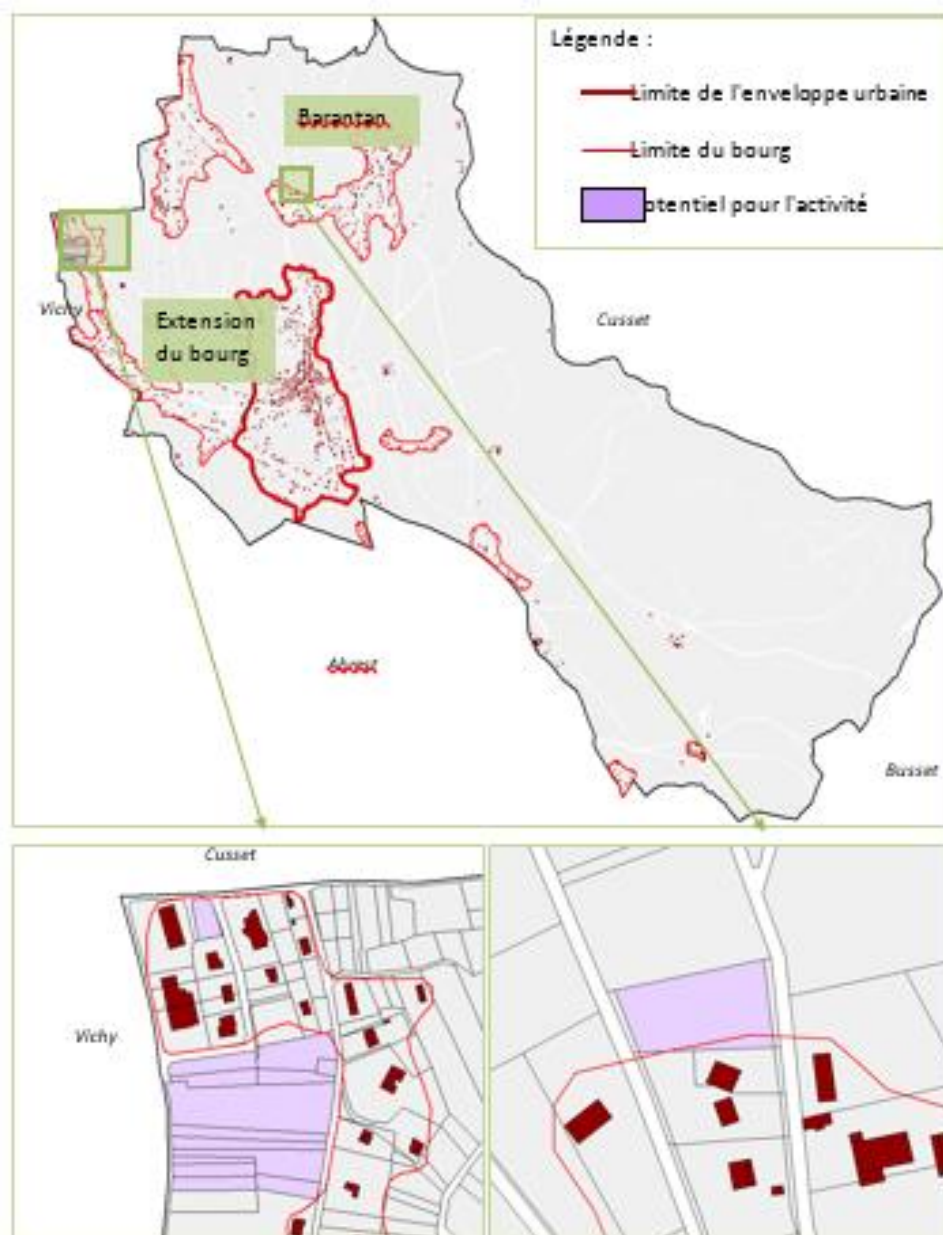 Légende :
Limite de l'enveloppe urbaine
Limite du bourg
otentiel pour l'activité
Barantan
Vichy
Cusset
Extension
du bourg
Abrest
Busset
Cusset
Vichy